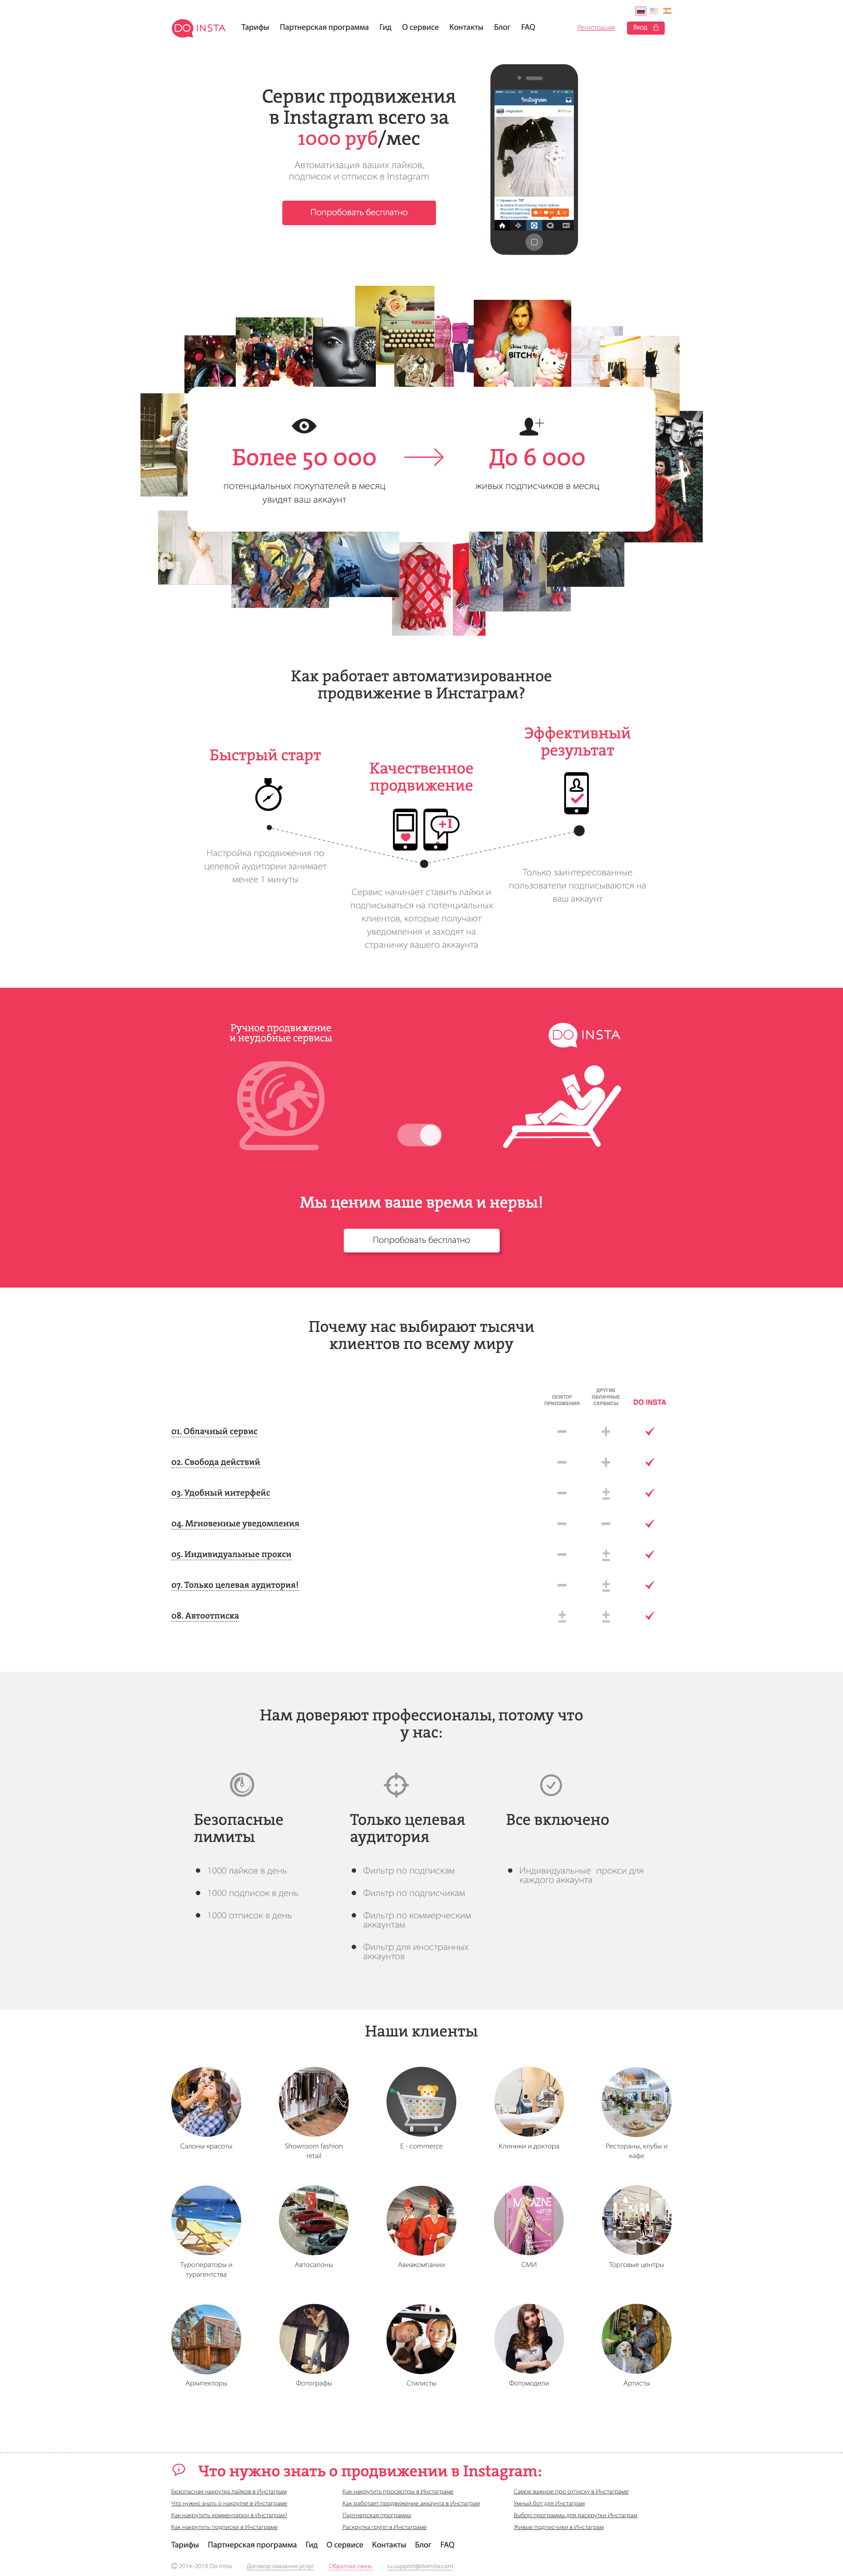 DO INSTA
Тарифы Партнерская программа Гид О сервисе Контакты Блог FAQ
Регистрация
Вход
Сервис продвижения
в Instagram всего за
1000 руб/мес
Автоматизация ваших лайков,
подписок и отписок в Instagram
Попробовать бесплатно
Instagram
Shine Bright
BITCH
Более 50 000
потенциальных покупателей в месяц
увидят ваш аккаунт
До 6 000
живых подписчиков в месяц
Как работает автоматизированное
продвижение в Инстаграм?
Быстрый старт
Настройка продвижения по
целевой аудитории занимает
менее 1 минуты
Качественное
продвижение
+1
Сервис начинает ставить лайки и
подписываться на потенциальных
клиентов, которые получают
уведомления и заходят на
страничку вашего аккаунта
Эффективный
результат
Только заинтересованные
пользователи подписываются на
ваш аккаунт
Ручное продвижение
и неудобные сервисы
DO INSTA
Мы ценим ваше время и нервы!
Попробовать бесплатно
Почему нас выбирают тысячи
клиентов по всему миру
DESKTOP
ПРИЛОЖЕНИЯ
ДРУГИЕ
ОБЛАЧНЫЕ
СЕРВИСЫ
DO INSTA
01. Облачный сервис
02. Свобода действий
03. Удобный интерфейс
04. Мгновенные уведомления
05. Индивидуальные прокси
07. Только целевая аудитория!
08. Автоотписка
Нам доверяют профессионалы, потому что
у нас:
Безопасные
лимиты
1000 лайков в день
1000 подписок в день
1000 отписок в день
Только целевая
аудитория
Фильтр по подпискам
Фильтр по подписчикам
Фильтр по коммерческим
аккаунтам
Фильтр для иностранных
аккаунтов
Все включено
Индивидуальные прокси для
каждого аккаунта
Наши клиенты
Салоны красоты
Showroom fashion
retail
E - commerce
Клиники и доктора
Рестораны, клубы и
кафе
Туроператоры и
турагентства
Автосалоны
Авиакомпании
СМИ
Торговые центры
Архитекторы
Фотографы
Стилисты
Фотомодели
Артисты
Что нужно знать о продвижении в Instagram:
Безопасная накрутка лайков в Инстаграм
Что нужно знать о накрутке в Инстаграме
Как накрутить комментарии в Инстаграм?
Как накрутить подписки в Инстаграме
Как накрутить просмотры в Инстаграме
Как работает продвижение аккаунта в Инстаграм
Партнерская программа
Раскрутка групп в Инстаграме
Самое важное про отписку в Инстаграме
Умный бот для Инстаграм
Выбор программы для раскрутки Инстаграм
Живые подписчики в Инстаграм
Тарифы Партнерская программа Гид О сервисе Контакты Блог FAQ
© 2014–2019 Do Insta Договор оказания услуг Обратная связь ru.support@doinsta.com